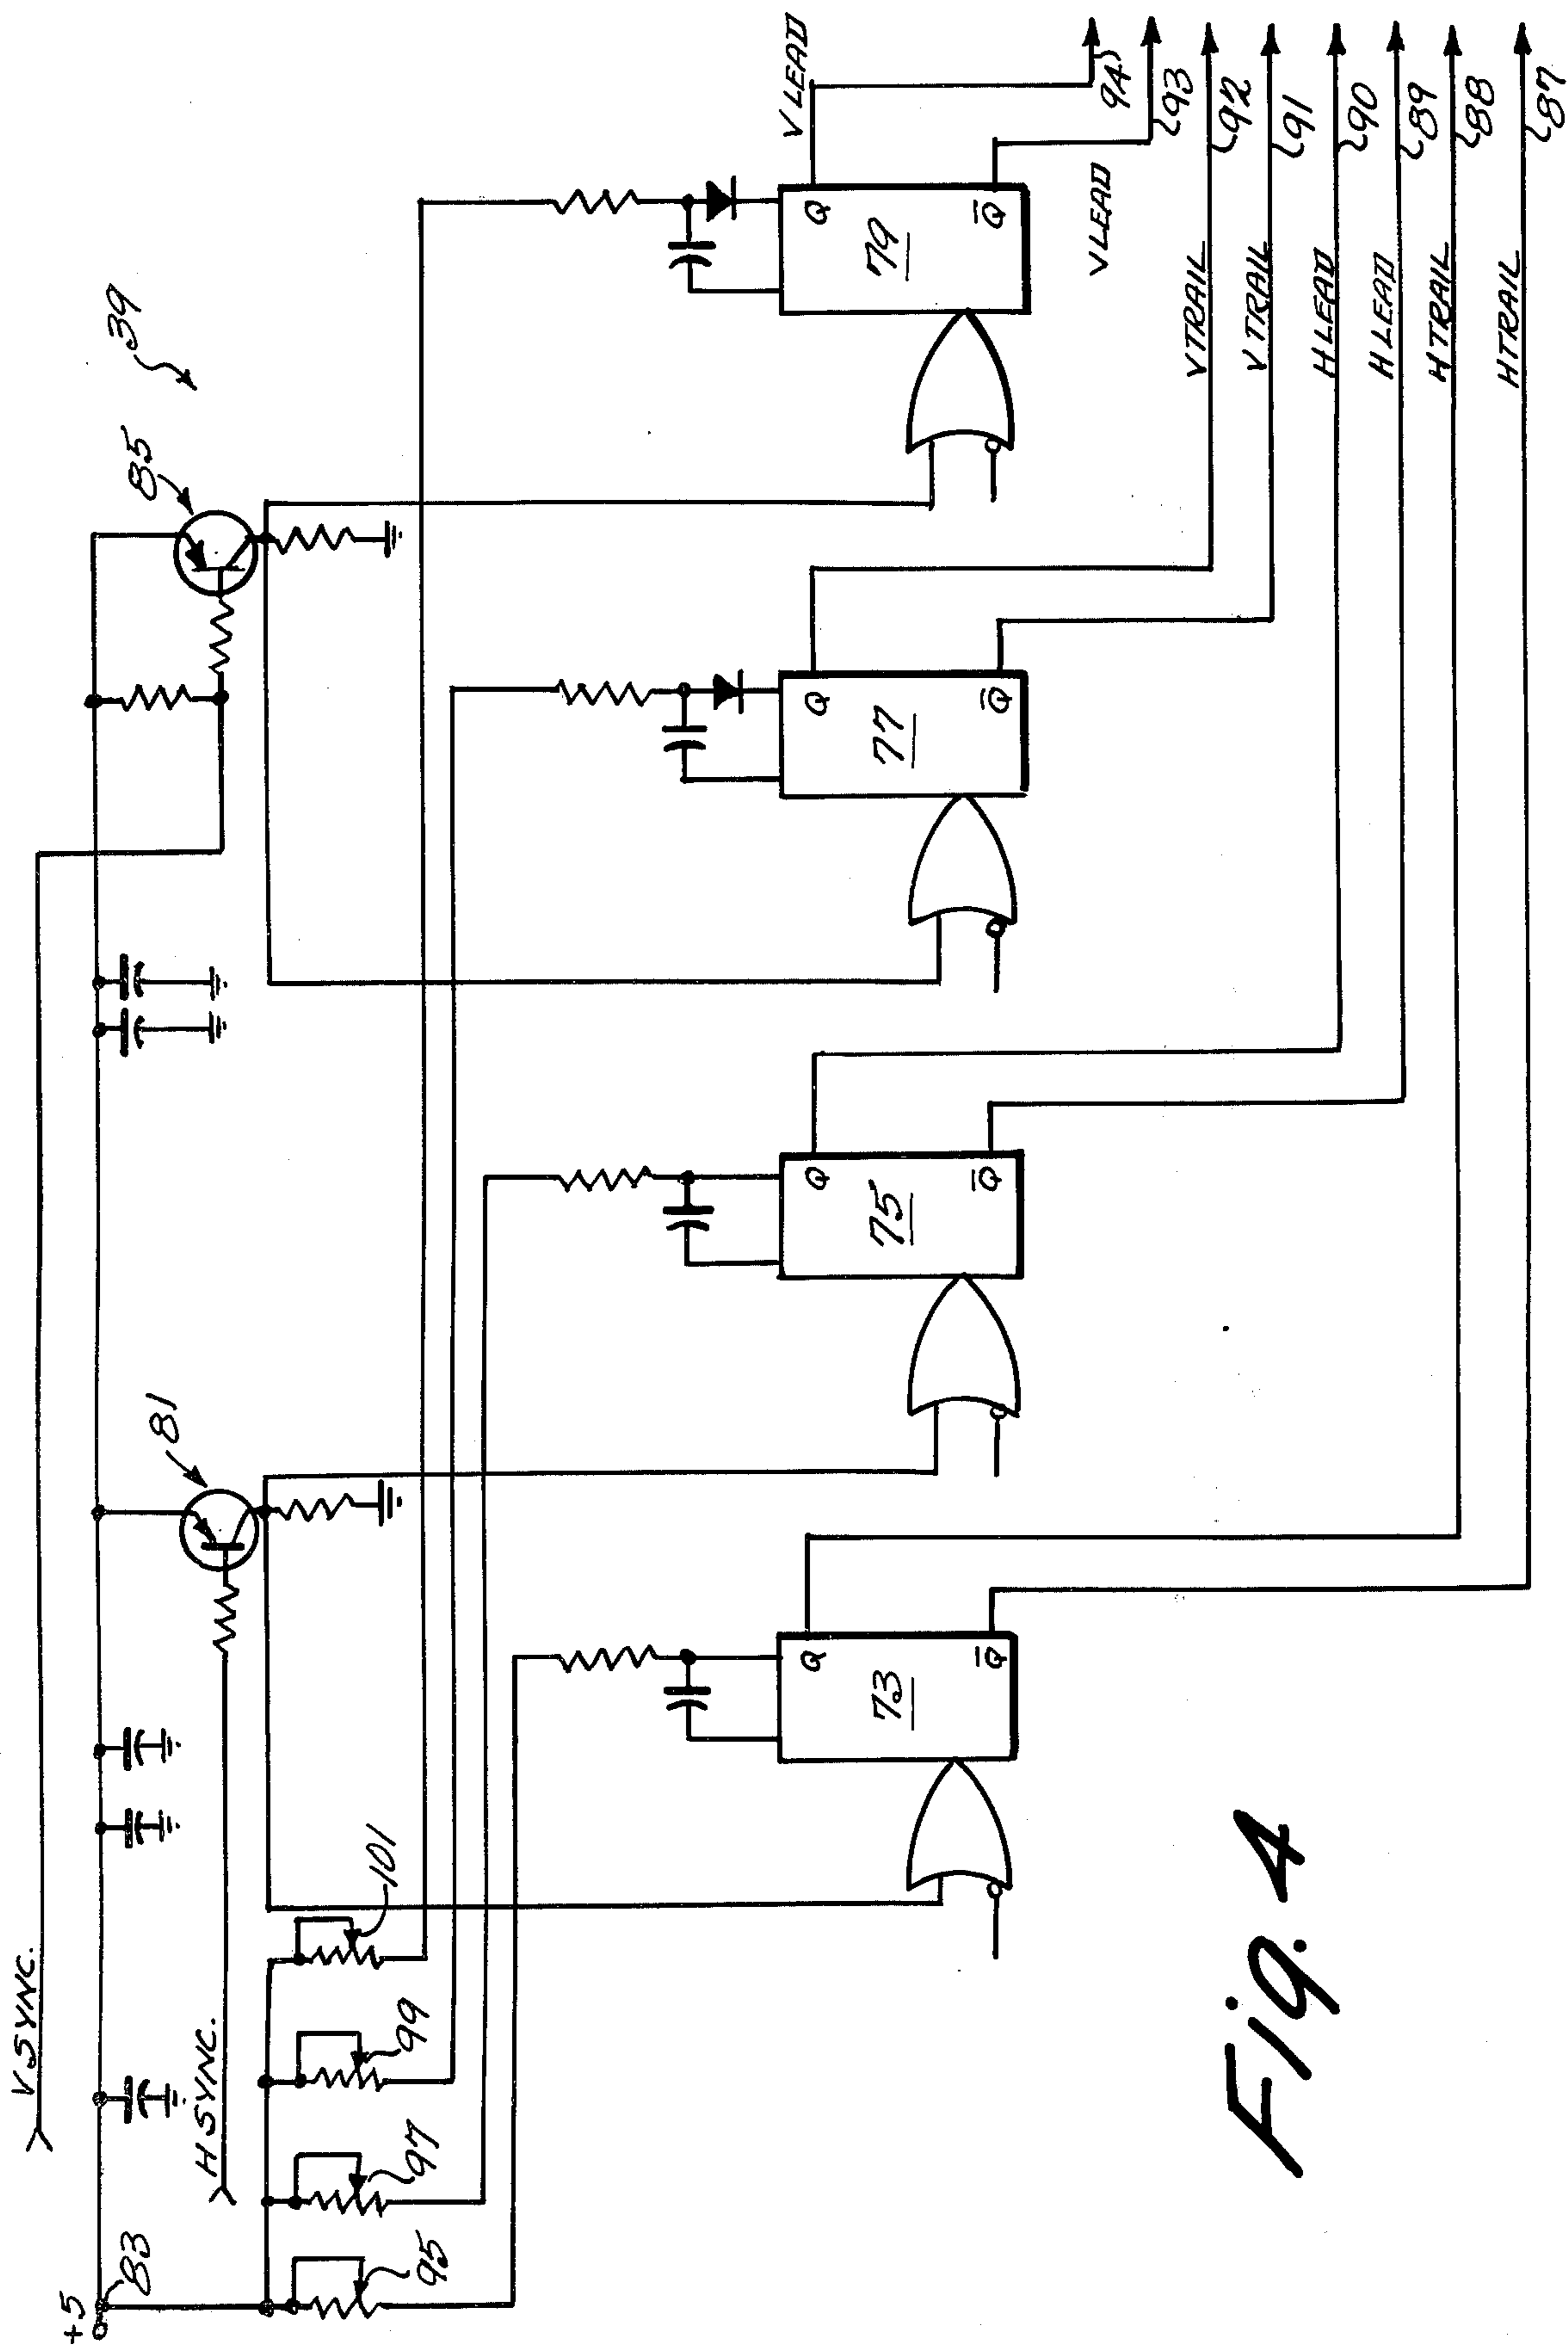 V SYNC.
+5
83
H SYNC.
81
85
39
95
97
99
101
73
Q
Q̅
75
Q
Q̅
77
Q
Q̅
79
Q
Q̅
V LEAD
94
V LEAD
93
V TRAIL
92
V TRAIL
91
H LEAD
90
H LEAD
89
H TRAIL
88
H TRAIL
87
Fig. 4